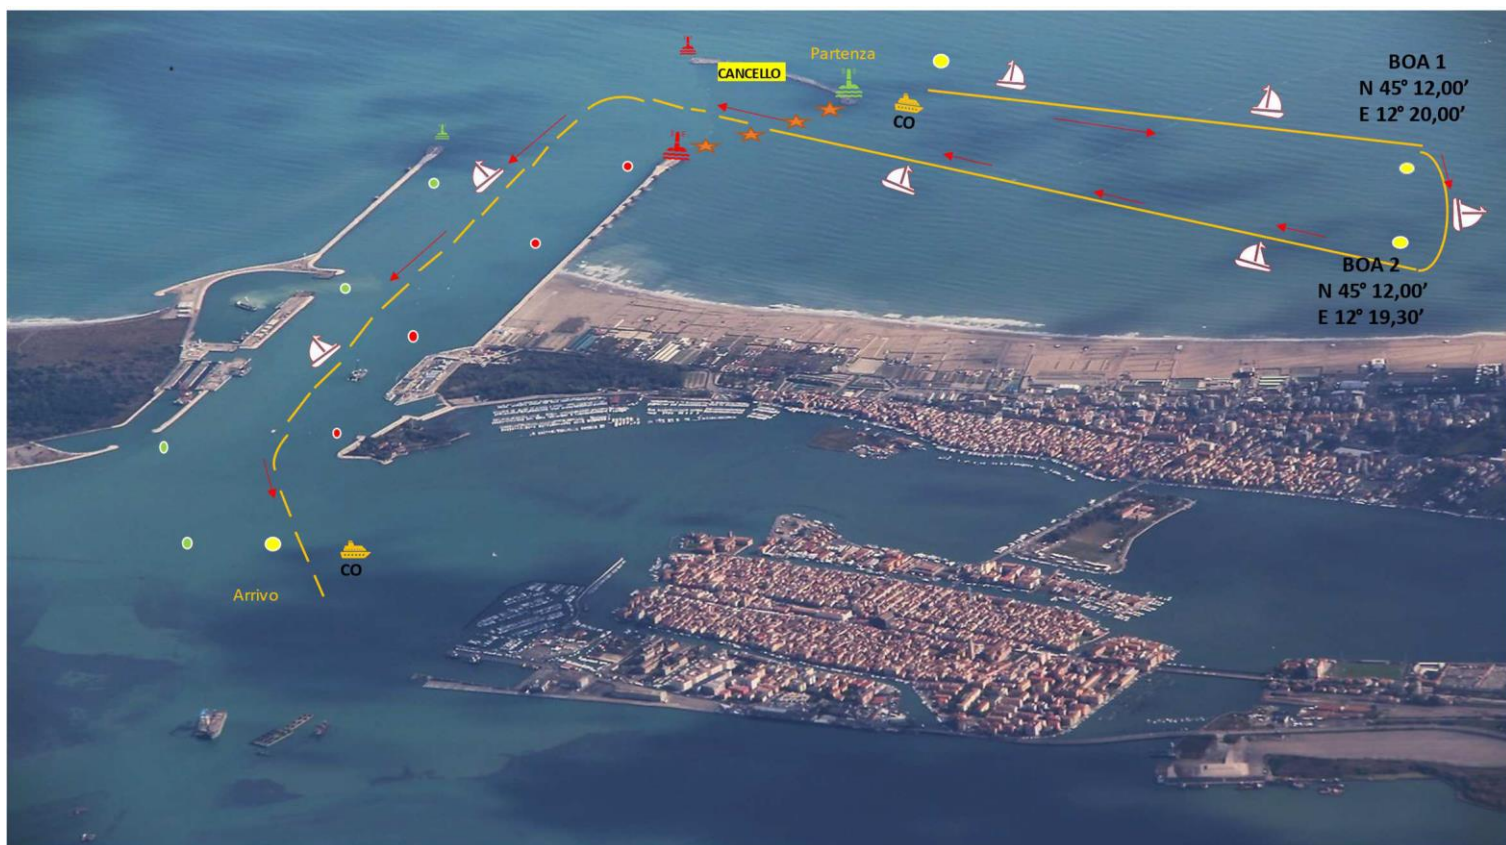 Partenza
CANCELLO
CO
BOA 1
N 45° 12,00'
E 12° 20,00'
BOA 2
N 45° 12,00'
E 12° 19,30'
CO
Arrivo